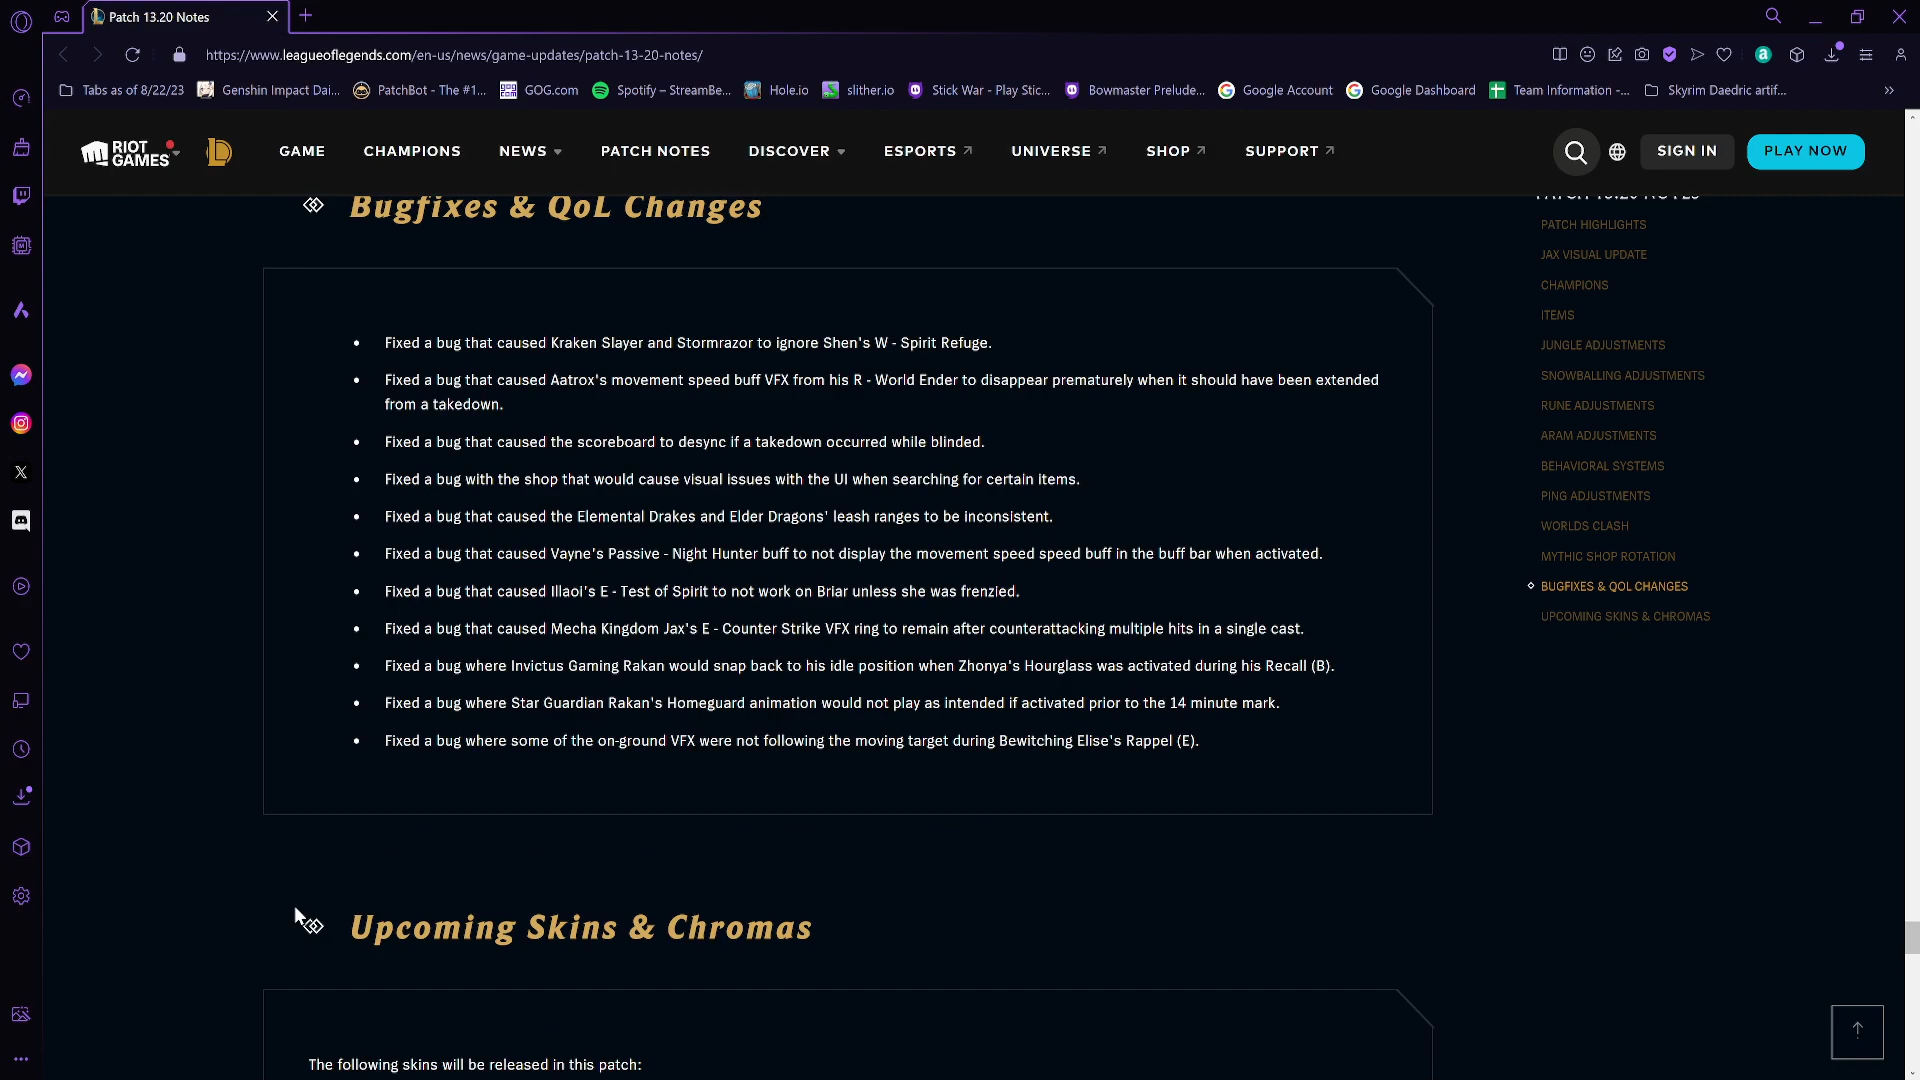 Patch 13.20 Notes
https://www.leagueoflegends.com/en-us/news/game-updates/patch-13-20-notes/
Tabs as of 8/22/23
Genshin Impact Dai...
PatchBot - The #1...
GOG.com
Spotify – StreamBe...
Hole.io
slither.io
Stick War - Play Stic...
Bowmaster Prelude...
Google Account
Google Dashboard
Team Information -...
Skyrim Daedric artif...
RIOT GAMES
GAME
CHAMPIONS
NEWS
PATCH NOTES
DISCOVER
ESPORTS
UNIVERSE
SHOP
SUPPORT
SIGN IN
PLAY NOW
Bugfixes & QoL Changes
Fixed a bug that caused Kraken Slayer and Stormrazor to ignore Shen's W - Spirit Refuge.
Fixed a bug that caused Aatrox's movement speed buff VFX from his R - World Ender to disappear prematurely when it should have been extended
from a takedown.
Fixed a bug that caused the scoreboard to desync if a takedown occurred while blinded.
Fixed a bug with the shop that would cause visual issues with the UI when searching for certain items.
Fixed a bug that caused the Elemental Drakes and Elder Dragons' leash ranges to be inconsistent.
Fixed a bug that caused Vayne's Passive - Night Hunter buff to not display the movement speed speed buff in the buff bar when activated.
Fixed a bug that caused Illaoi's E - Test of Spirit to not work on Briar unless she was frenzied.
Fixed a bug that caused Mecha Kingdom Jax's E - Counter Strike VFX ring to remain after counterattacking multiple hits in a single cast.
Fixed a bug where Invictus Gaming Rakan would snap back to his idle position when Zhonya's Hourglass was activated during his Recall (B).
Fixed a bug where Star Guardian Rakan's Homeguard animation would not play as intended if activated prior to the 14 minute mark.
Fixed a bug where some of the on-ground VFX were not following the moving target during Bewitching Elise's Rappel (E).
Upcoming Skins & Chromas
The following skins will be released in this patch:
PATCH 13.20 NOTES
PATCH HIGHLIGHTS
JAX VISUAL UPDATE
CHAMPIONS
ITEMS
JUNGLE ADJUSTMENTS
SNOWBALLING ADJUSTMENTS
RUNE ADJUSTMENTS
ARAM ADJUSTMENTS
BEHAVIORAL SYSTEMS
PING ADJUSTMENTS
WORLDS CLASH
MYTHIC SHOP ROTATION
BUGFIXES & QOL CHANGES
UPCOMING SKINS & CHROMAS